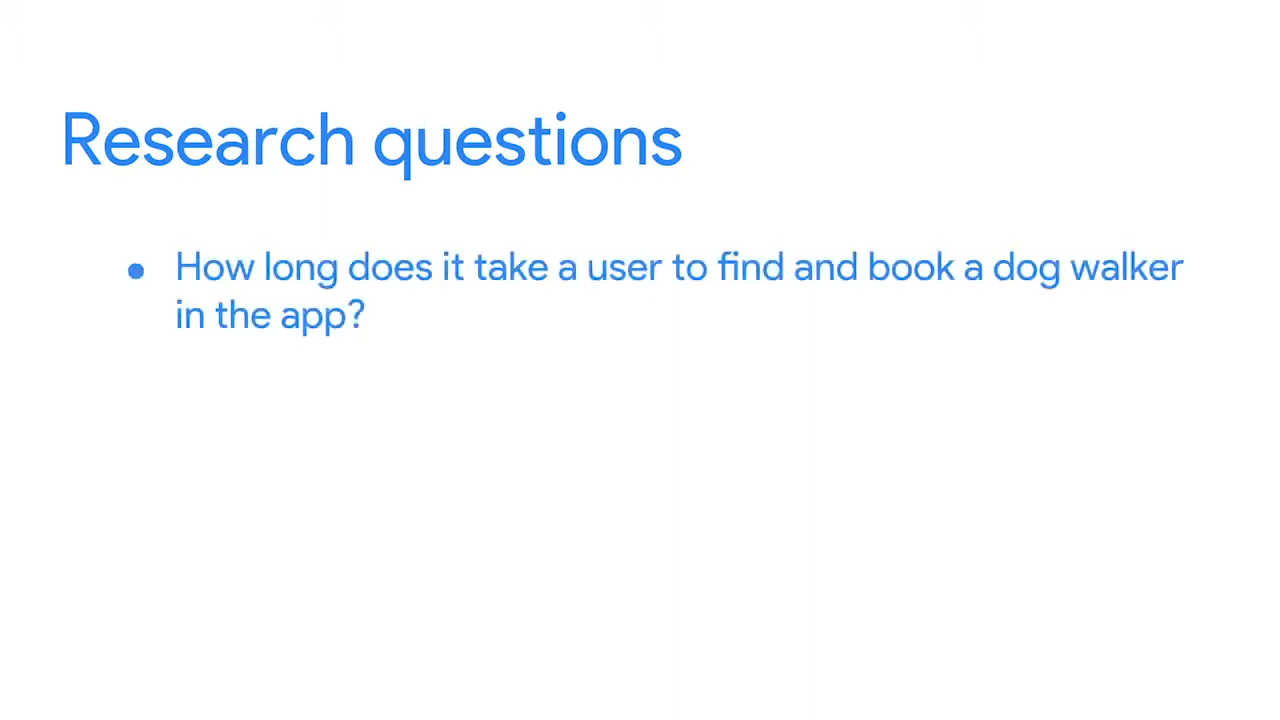 Research questions
• How long does it take a user to find and book a dog walker
in the app?